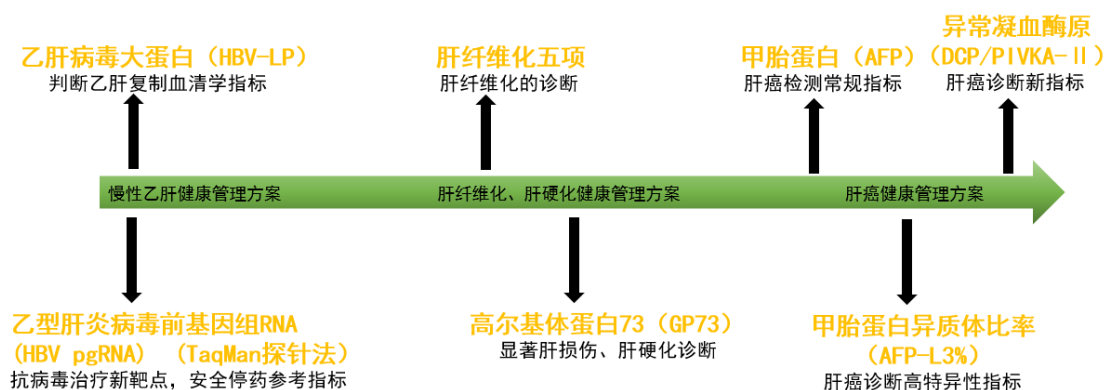 乙肝病毒大蛋白（HBV-LP）
判断乙肝复制血清学指标
肝纤维化五项
肝纤维化的诊断
甲胎蛋白（AFP）
肝癌检测常规指标
异常凝血酶原
（DCP/PIVKA-Ⅱ）
肝癌诊断新指标
慢性乙肝健康管理方案
肝纤维化、肝硬化健康管理方案
肝癌健康管理方案
乙型肝炎病毒前基因组RNA
（HBV pgRNA）（TaqMan探针法）
抗病毒治疗新靶点，安全停药参考指标
高尔基体蛋白73（GP73）
显著肝损伤、肝硬化诊断
甲胎蛋白异质体比率
（AFP-L3%）
肝癌诊断高特异性指标